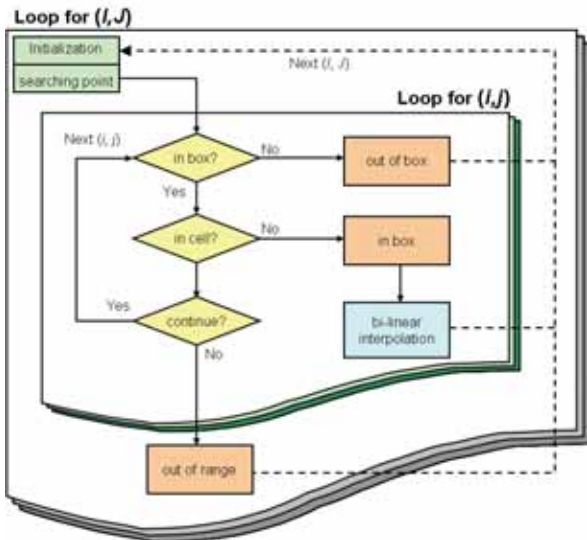 Loop for (I,J)
Initialization
Next (I, J)
searching point
Loop for (i,j)
Next (i, j)
in box?
No
out of box
Yes
in cell?
No
in box
Yes
continue?
bi-linear
interpolation
No
out of range